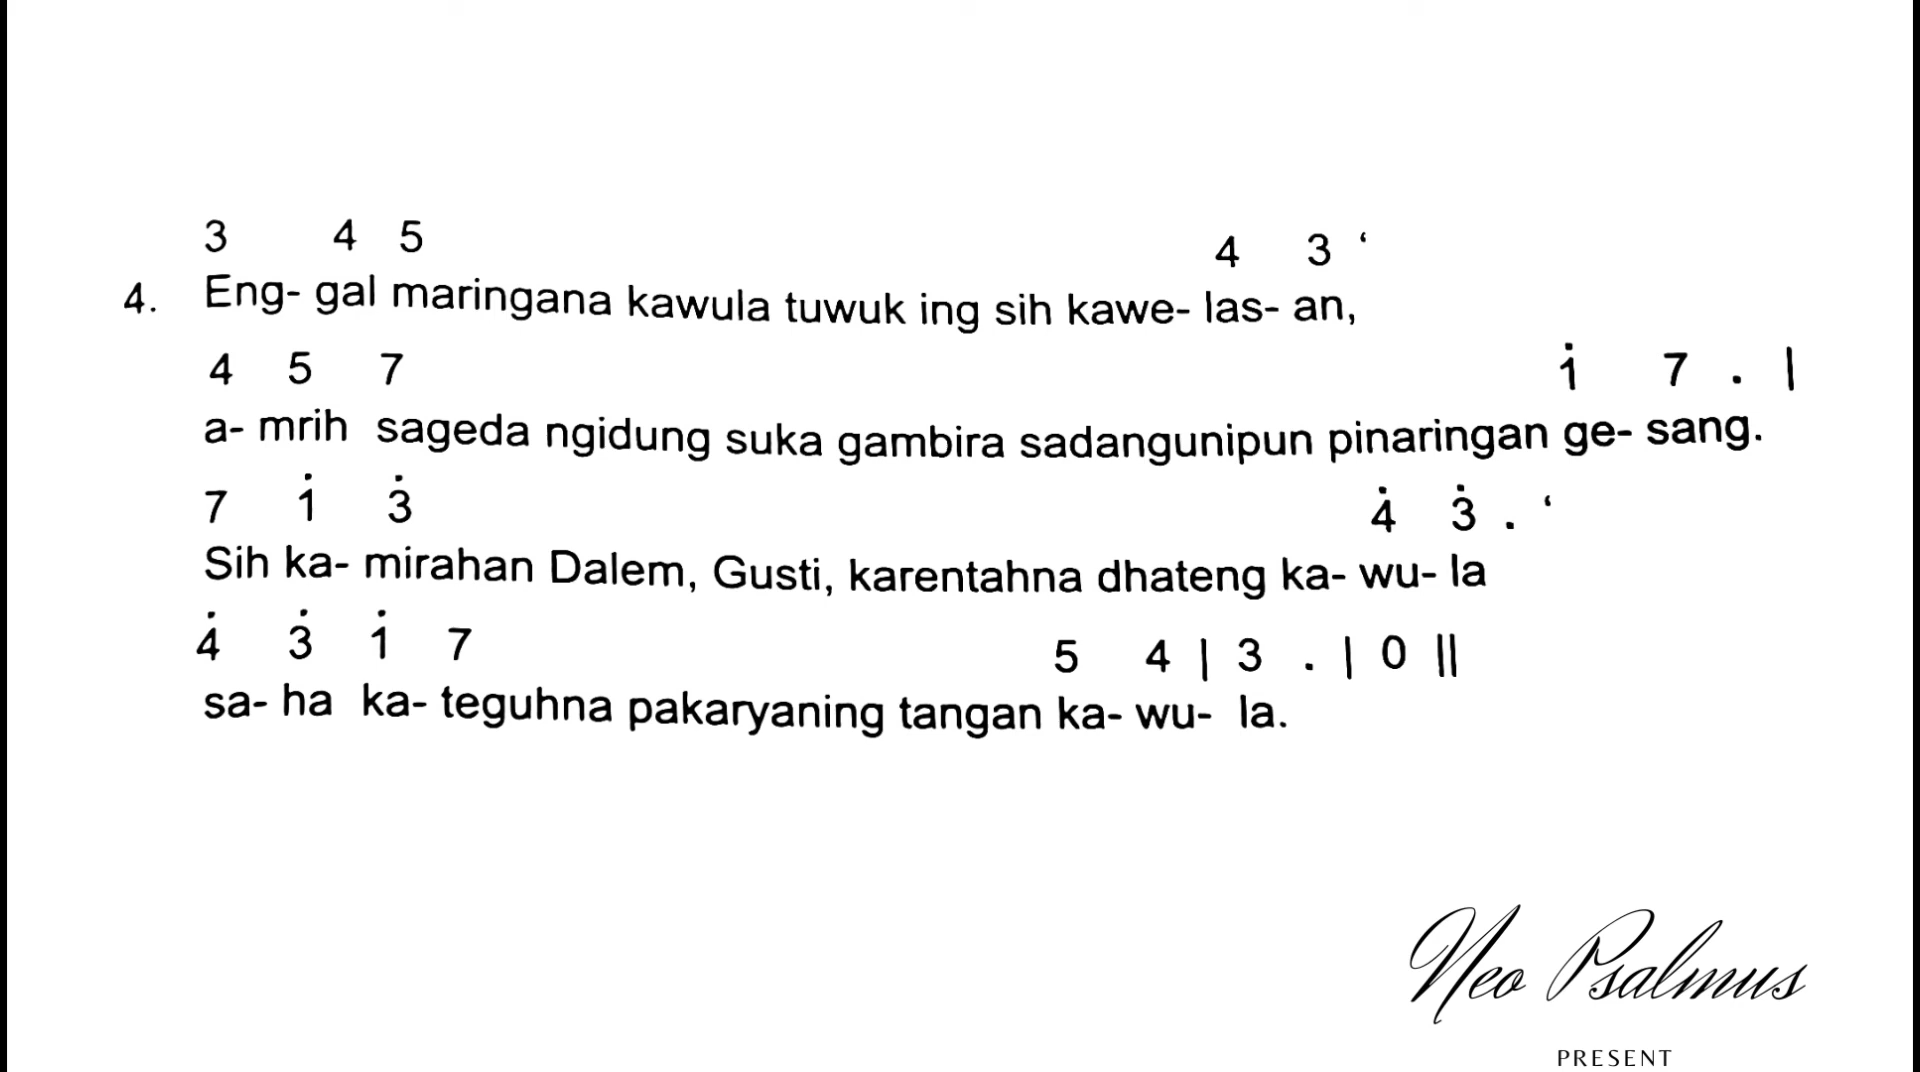 3 4 5 4 3 ‘
4. Eng- gal maringana kawula tuwuk ing sih kawe- las- an,
4 5 7 1̇ 7 . |
a- mrih sageda ngidung suka gambira sadangunipun pinaringan ge- sang.
7 1̇ 3̇ 4̇ 3̇ . ‘
Sih ka- mirahan Dalem, Gusti, karentahna dhateng ka- wu- la
4̇ 3̇ 1̇ 7 5 4 | 3 . | 0 ||
sa- ha ka- teguhna pakaryaning tangan ka- wu- la.
Neo Psalmus
PRESENT